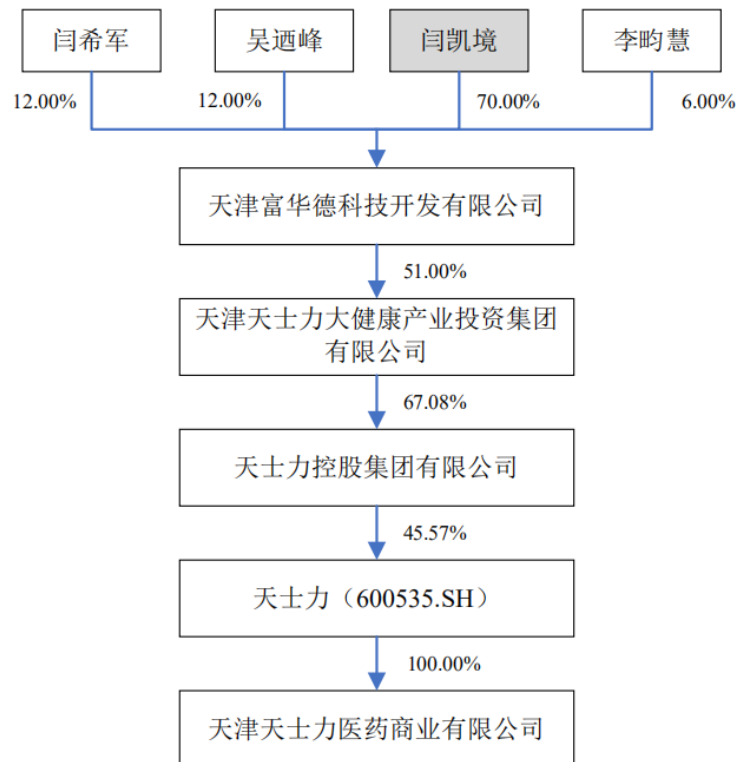 闫希军
吴迺峰
闫凯境
李昀慧
12.00%
12.00%
70.00%
6.00%
天津富华德科技开发有限公司
51.00%
天津天士力大健康产业投资集团
有限公司
67.08%
天士力控股集团有限公司
45.57%
天士力（600535.SH）
100.00%
天津天士力医药商业有限公司